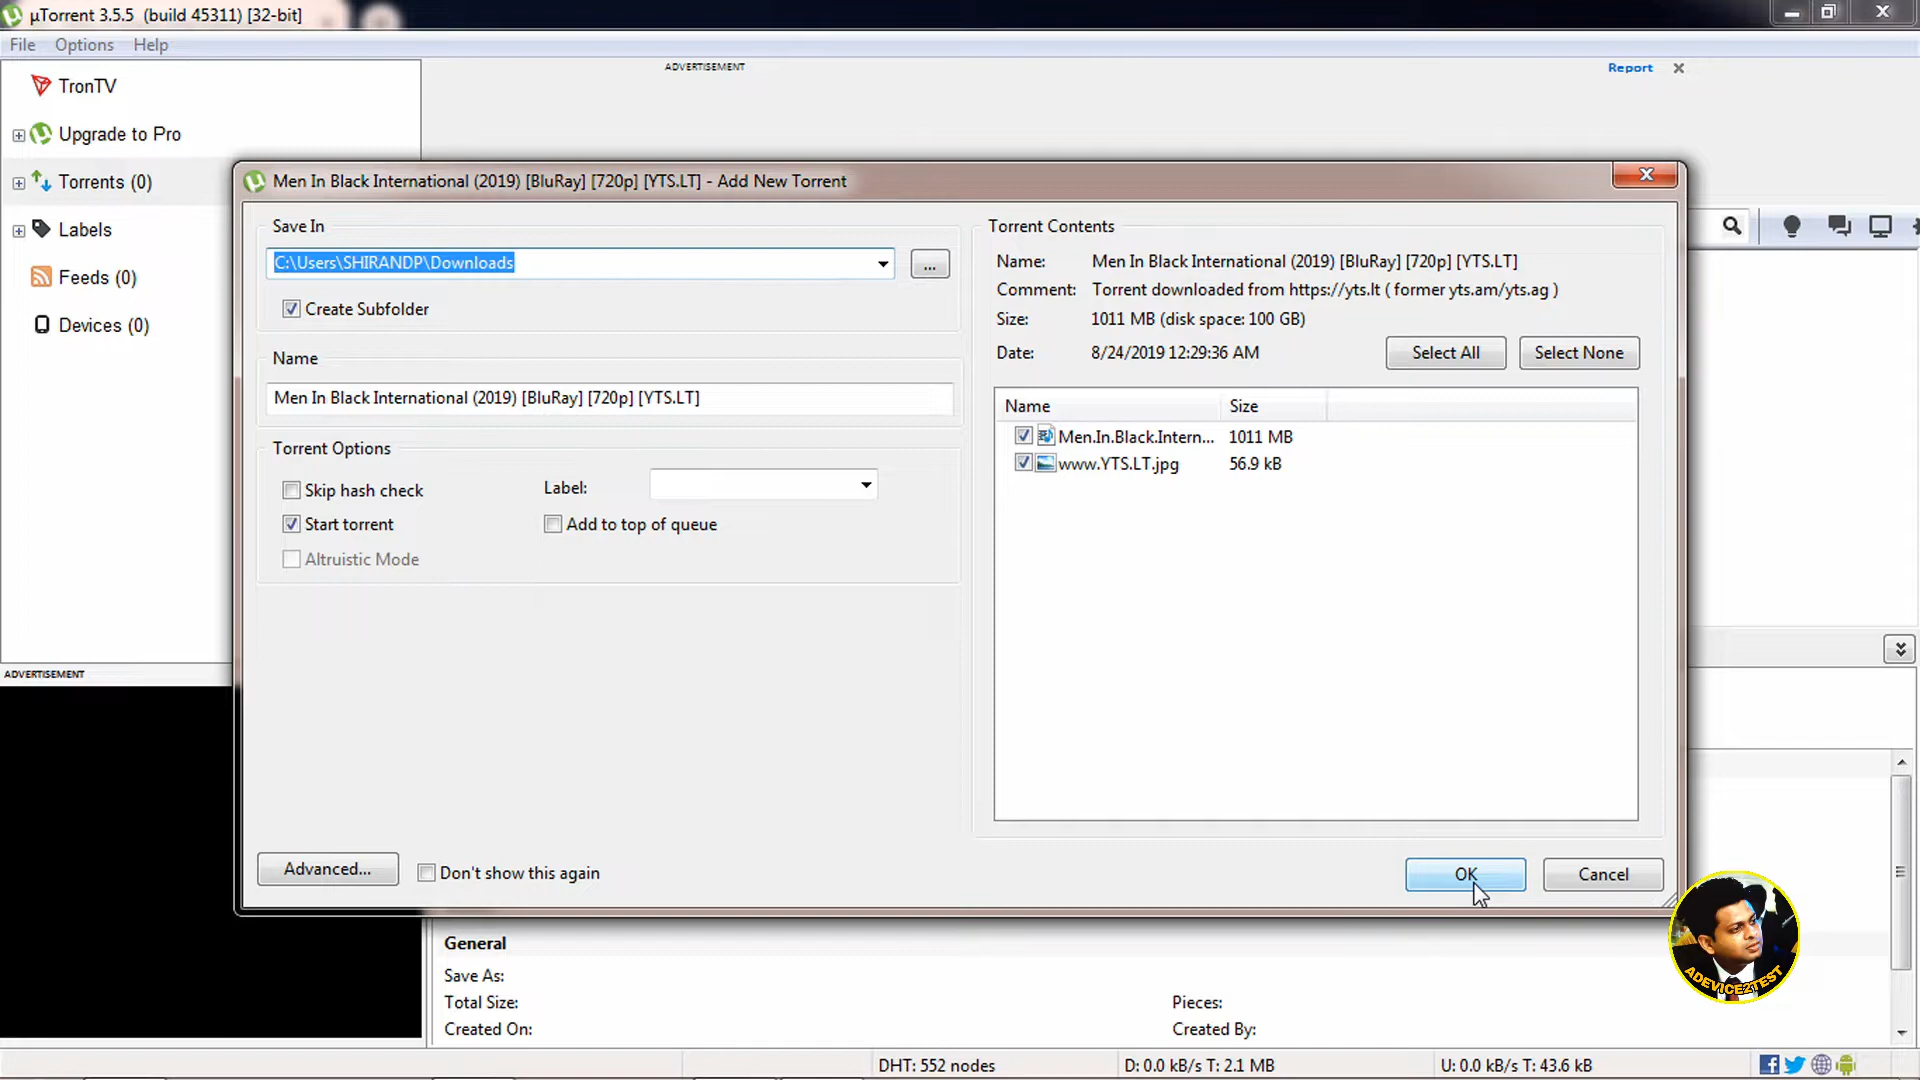 µTorrent 3.5.5 (build 45311) [32-bit]
File Options Help
ADVERTISEMENT
Report
TronTV
Upgrade to Pro
Torrents (0)
Labels
Feeds (0)
Devices (0)
ADVERTISEMENT
Men In Black International (2019) [BluRay] [720p] [YTS.LT] - Add New Torrent
Save In
C:\Users\SHIRANDP\Downloads
...
Create Subfolder
Name
Men In Black International (2019) [BluRay] [720p] [YTS.LT]
Torrent Options
Skip hash check
Label:
Start torrent
Add to top of queue
Altruistic Mode
Advanced...
Don't show this again
Torrent Contents
Name: Men In Black International (2019) [BluRay] [720p] [YTS.LT]
Comment: Torrent downloaded from https://yts.lt ( former yts.am/yts.ag )
Size: 1011 MB (disk space: 100 GB)
Date: 8/24/2019 12:29:36 AM
Select All
Select None
Name Size
Men.In.Black.Intern... 1011 MB
www.YTS.LT.jpg 56.9 kB
OK
Cancel
ADEVICE2TEST
General
Save As:
Total Size:
Pieces:
Created On:
Created By:
DHT: 552 nodes
D: 0.0 kB/s T: 2.1 MB
U: 0.0 kB/s T: 43.6 kB